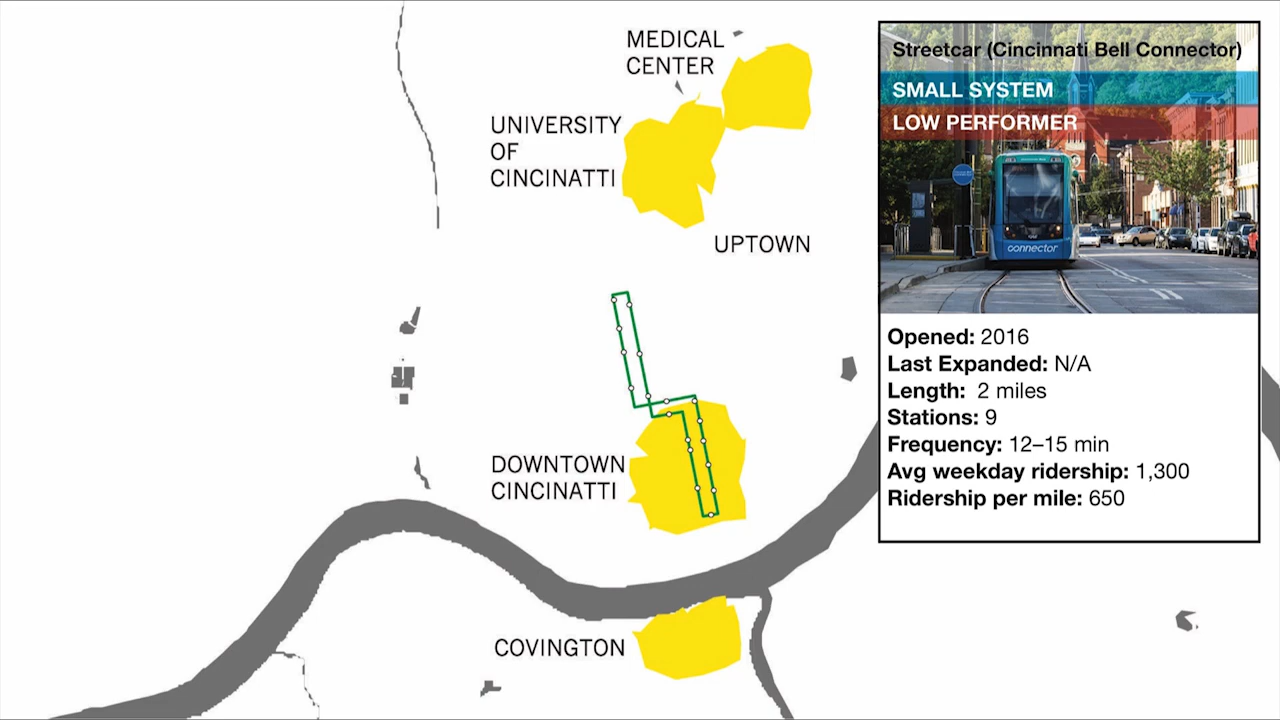 MEDICAL
CENTER
UNIVERSITY
OF
CINCINATTI
UPTOWN
DOWNTOWN
CINCINATTI
COVINGTON
Streetcar (Cincinnati Bell Connector)
SMALL SYSTEM
LOW PERFORMER
connector
Opened: 2016
Last Expanded: N/A
Length: 2 miles
Stations: 9
Frequency: 12–15 min
Avg weekday ridership: 1,300
Ridership per mile: 650